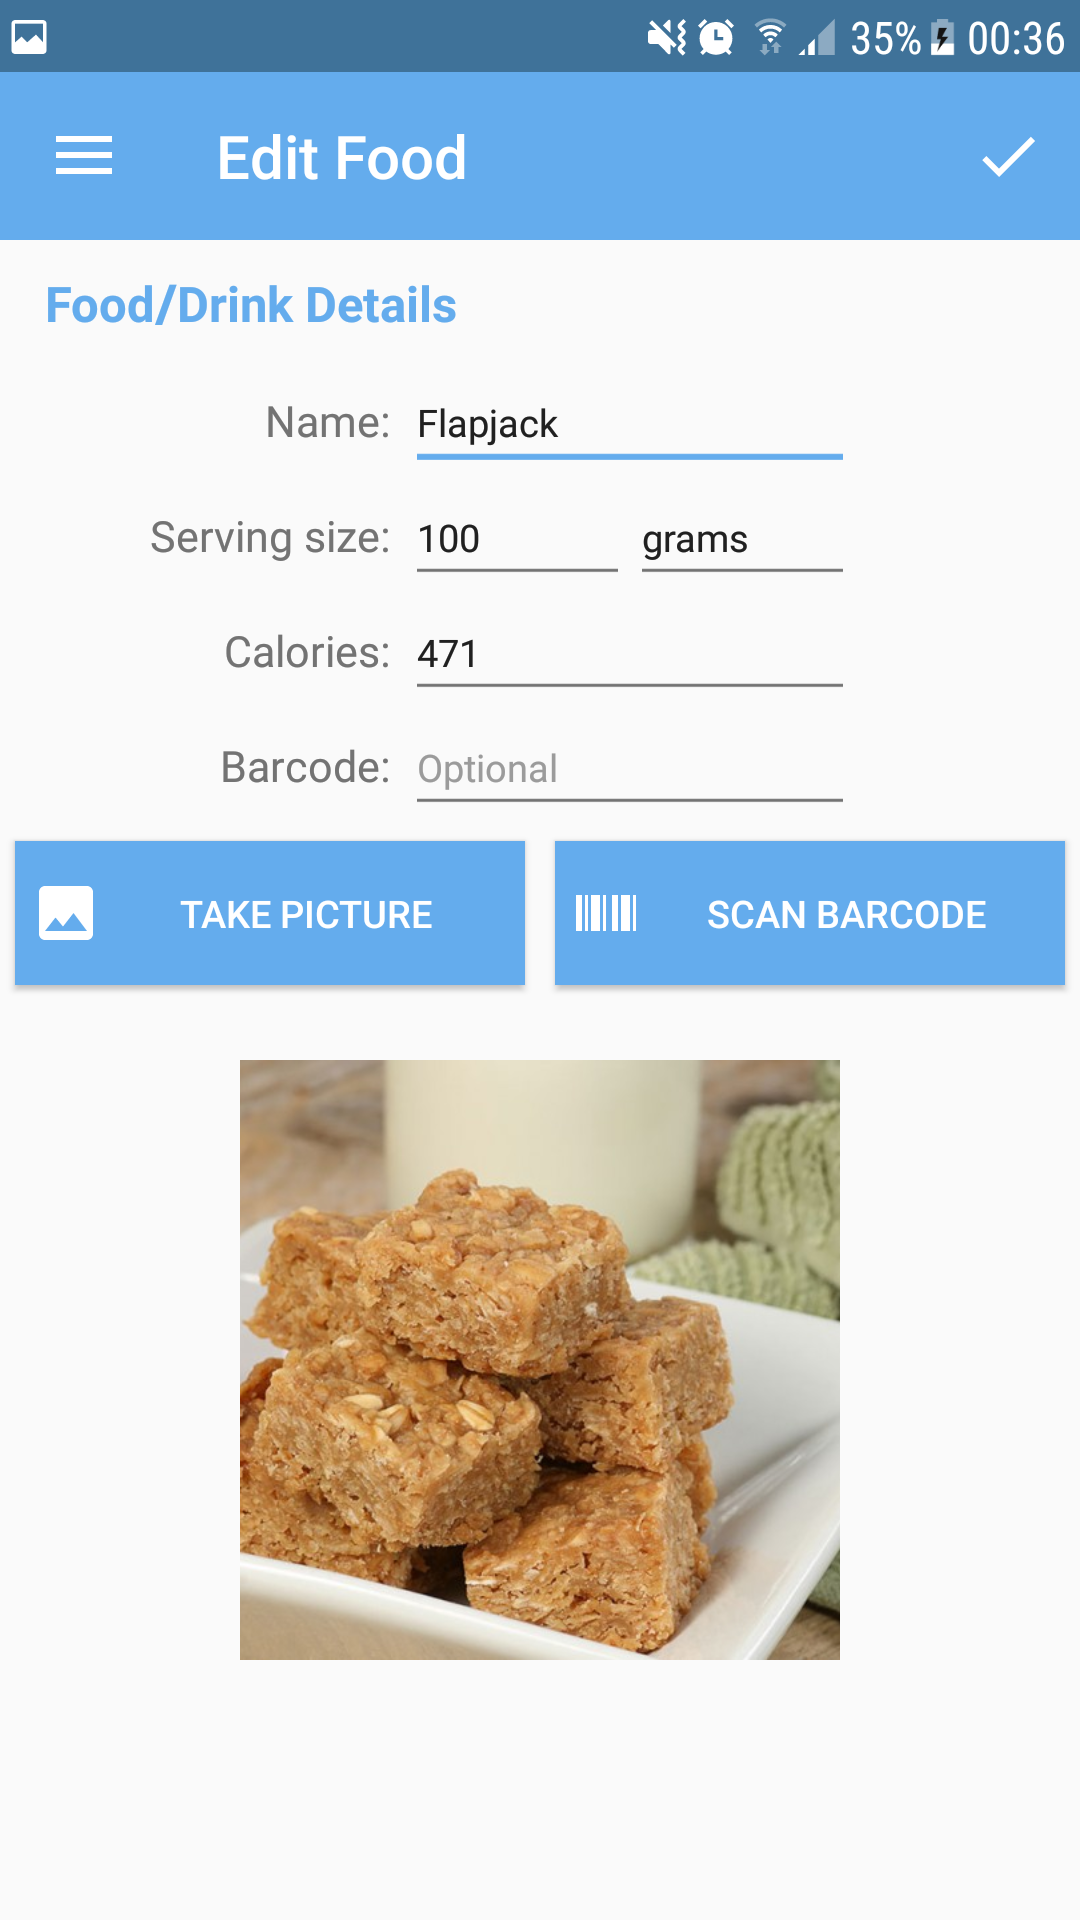 35% 00:36
Edit Food
Food/Drink Details
Name: Flapjack
Serving size: 100 grams
Calories: 471
Barcode: Optional
TAKE PICTURE SCAN BARCODE